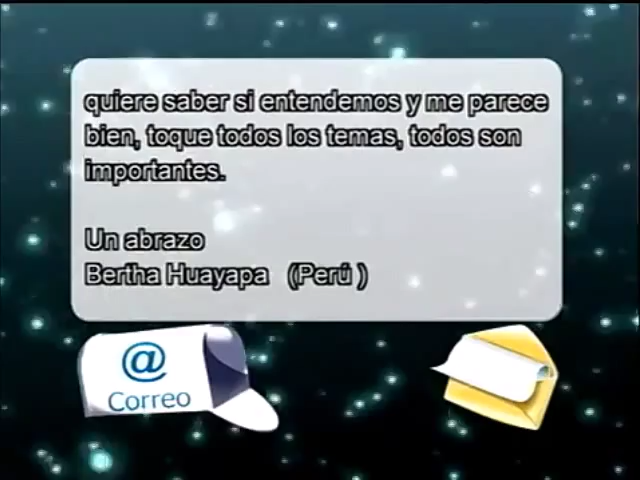 quiere saber si entendemos y me parece
bien, toque todos los temas, todos son
importantes.
Un abrazo
Bertha Huayapa (Perú )
@
Correo